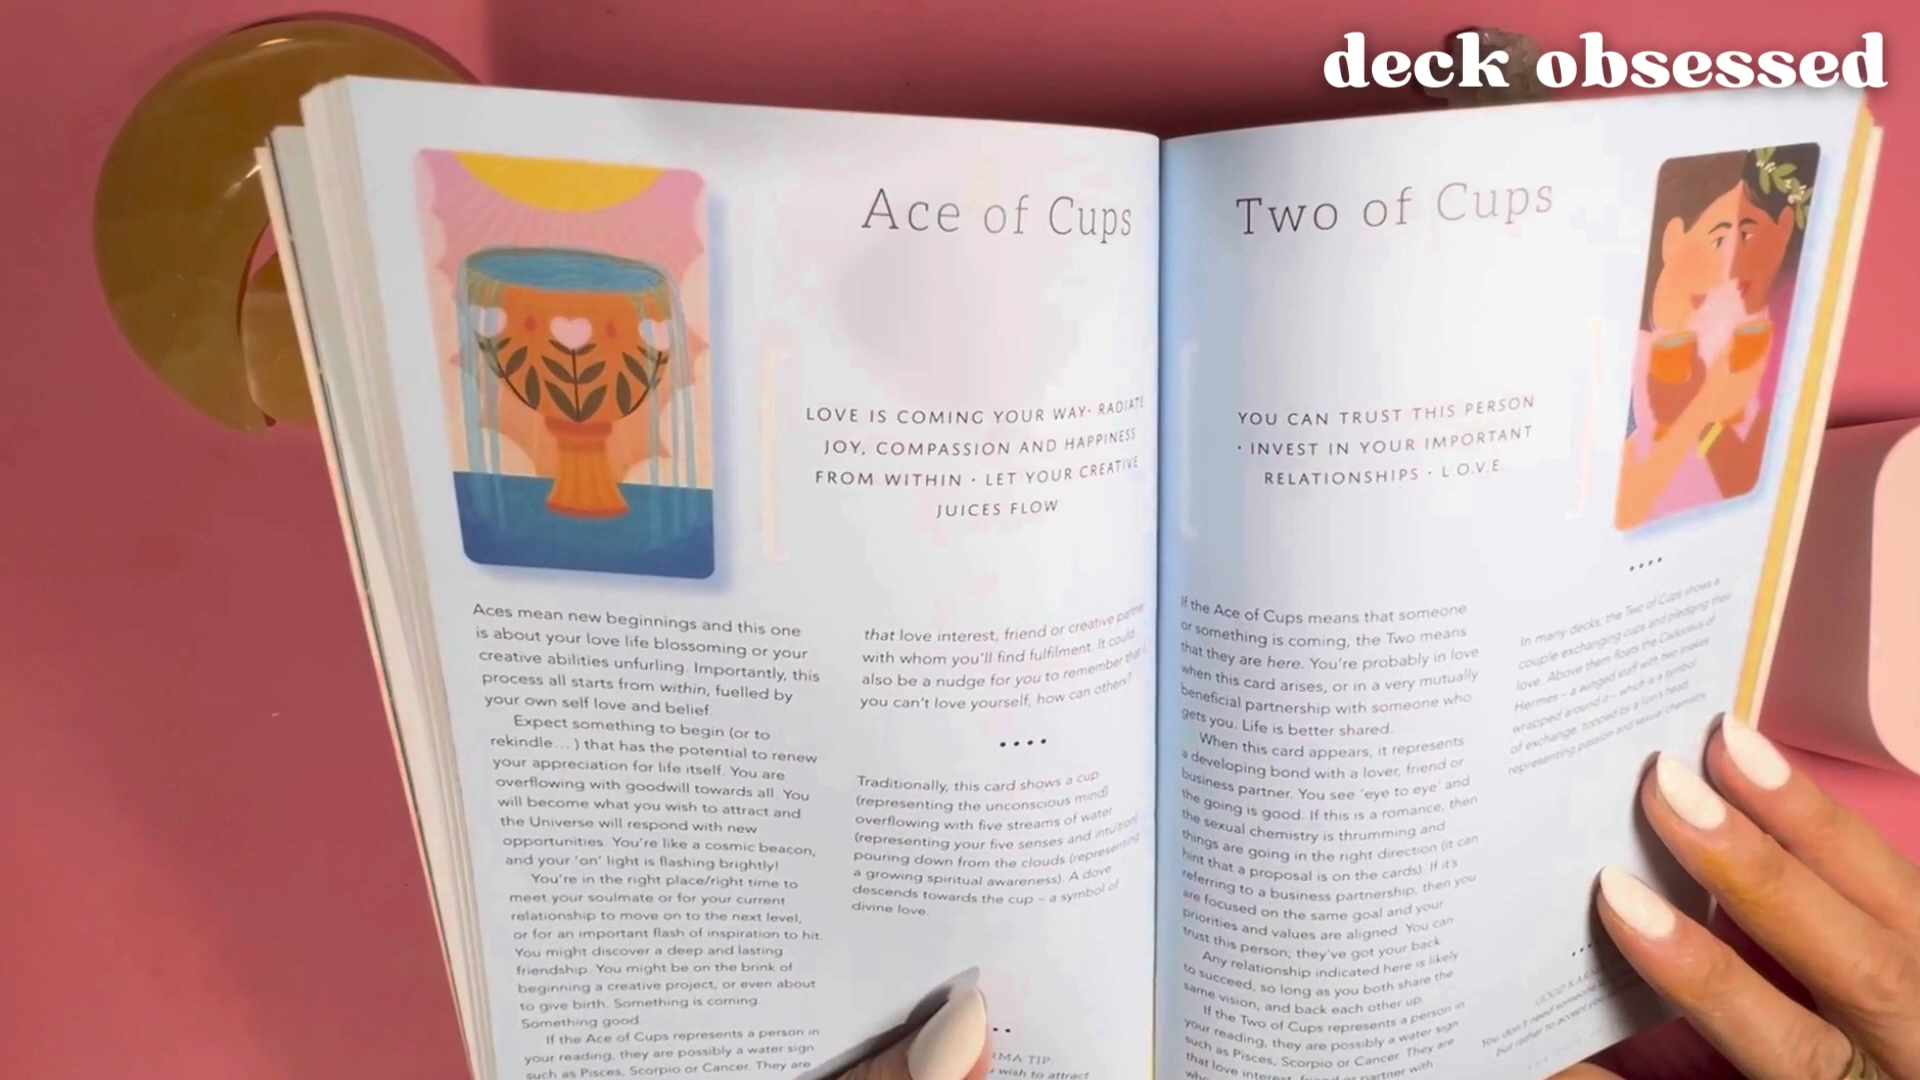 deck obsessed
Ace of Cups
LOVE IS COMING YOUR WAY · RADIATE
JOY, COMPASSION AND HAPPINESS
FROM WITHIN · LET YOUR CREATIVE
JUICES FLOW
Aces mean new beginnings and this one
is about your love life blossoming or your
creative abilities unfurling. Importantly, this
process all starts from within, fuelled by
your own self love and belief.
Expect something to begin (or to
rekindle... ) that has the potential to renew
your appreciation for life itself. You are
overflowing with goodwill towards all. You
will become what you wish to attract and
the Universe will respond with new
opportunities. You're like a cosmic beacon,
and your 'on' light is flashing brightly!
You're in the right place/right time to
meet your soulmate or for your current
relationship to move on to the next level,
or for an important flash of inspiration to hit.
You might discover a deep and lasting
friendship. You might be on the brink of
beginning a creative project, or even about
to give birth. Something is coming.
Something good.
If the Ace of Cups represents a person in
your reading, they are possibly a water sign
such as Pisces, Scorpio or Cancer. They are
that love interest, friend or creative partner
with whom you'll find fulfilment. It could
also be a nudge for you to remember that if
you can't love yourself, how can others?
Traditionally, this card shows a cup
(representing the unconscious mind)
overflowing with five streams of water
(representing your five senses and intuition)
pouring down from the clouds (representing
a growing spiritual awareness). A dove
descends towards the cup – a symbol of
divine love.
TIP
wish to attract
Two of Cups
YOU CAN TRUST THIS PERSON
· INVEST IN YOUR IMPORTANT
RELATIONSHIPS · L.O.V.E.
If the Ace of Cups means that someone
or something is coming, the Two means
that they are here. You're probably in love
when this card arises, or in a very mutually
beneficial partnership with someone who
gets you. Life is better shared.
When this card appears, it represents
a developing bond with a lover, friend or
business partner. You see 'eye to eye' and
the going is good. If this is a romance, then
the sexual chemistry is thrumming and
things are going in the right direction (it can
hint that a proposal is on the cards). If it's
referring to a business partnership, then you
are focused on the same goal and your
priorities and values are aligned. You can
trust this person; they've got your back.
Any relationship indicated here is likely
to succeed, so long as you both share the
same vision, and back each other up.
If the Two of Cups represents a person in
your reading, they are possibly a water sign
such as Pisces, Scorpio or Cancer. They are
that love interest, friend or partner with
In many decks, the Two of Cups shows a
couple exchanging cups and pledging their
love. Above them floats the Caduceus of
Hermes – a winged staff with two snakes
wrapped around it – which is a symbol
of exchange, topped by a lion's head,
representing passion and sexual chemistry.
GOOD
You don't need someone
but rather to accept you